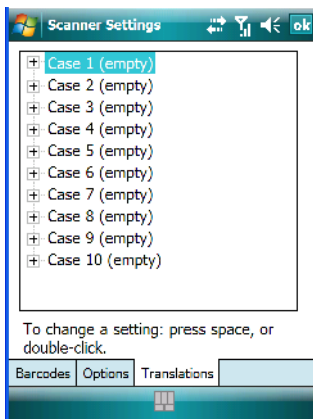 Scanner Settings ok
Case 1 (empty)
Case 2 (empty)
Case 3 (empty)
Case 4 (empty)
Case 5 (empty)
Case 6 (empty)
Case 7 (empty)
Case 8 (empty)
Case 9 (empty)
Case 10 (empty)
To change a setting: press space, or
double-click.
Barcodes Options Translations